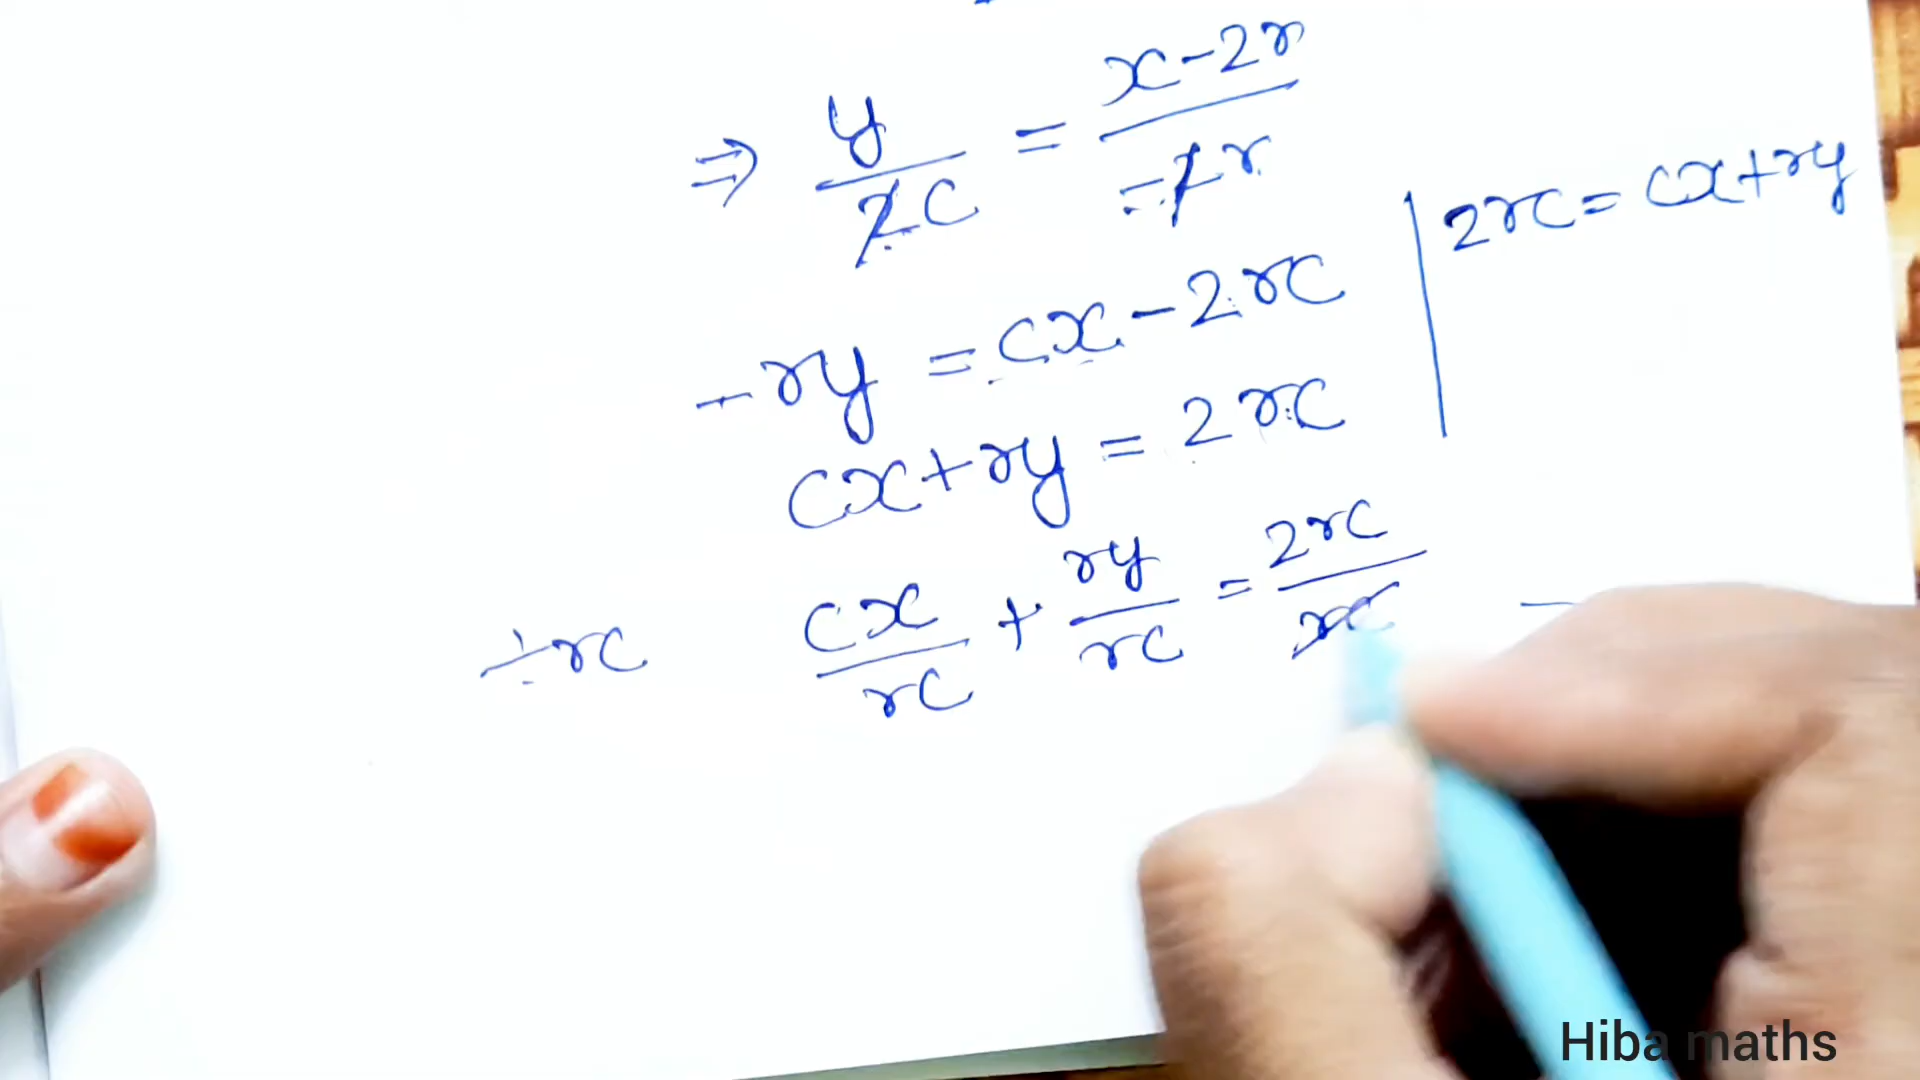 ⇒ y/2c = x-2r/-2r
-ry = cx-2rc
cx+ry = 2rc
÷rc cx/rc + ry/rc = 2rc/rc
2rc = cx+ry
Hiba maths